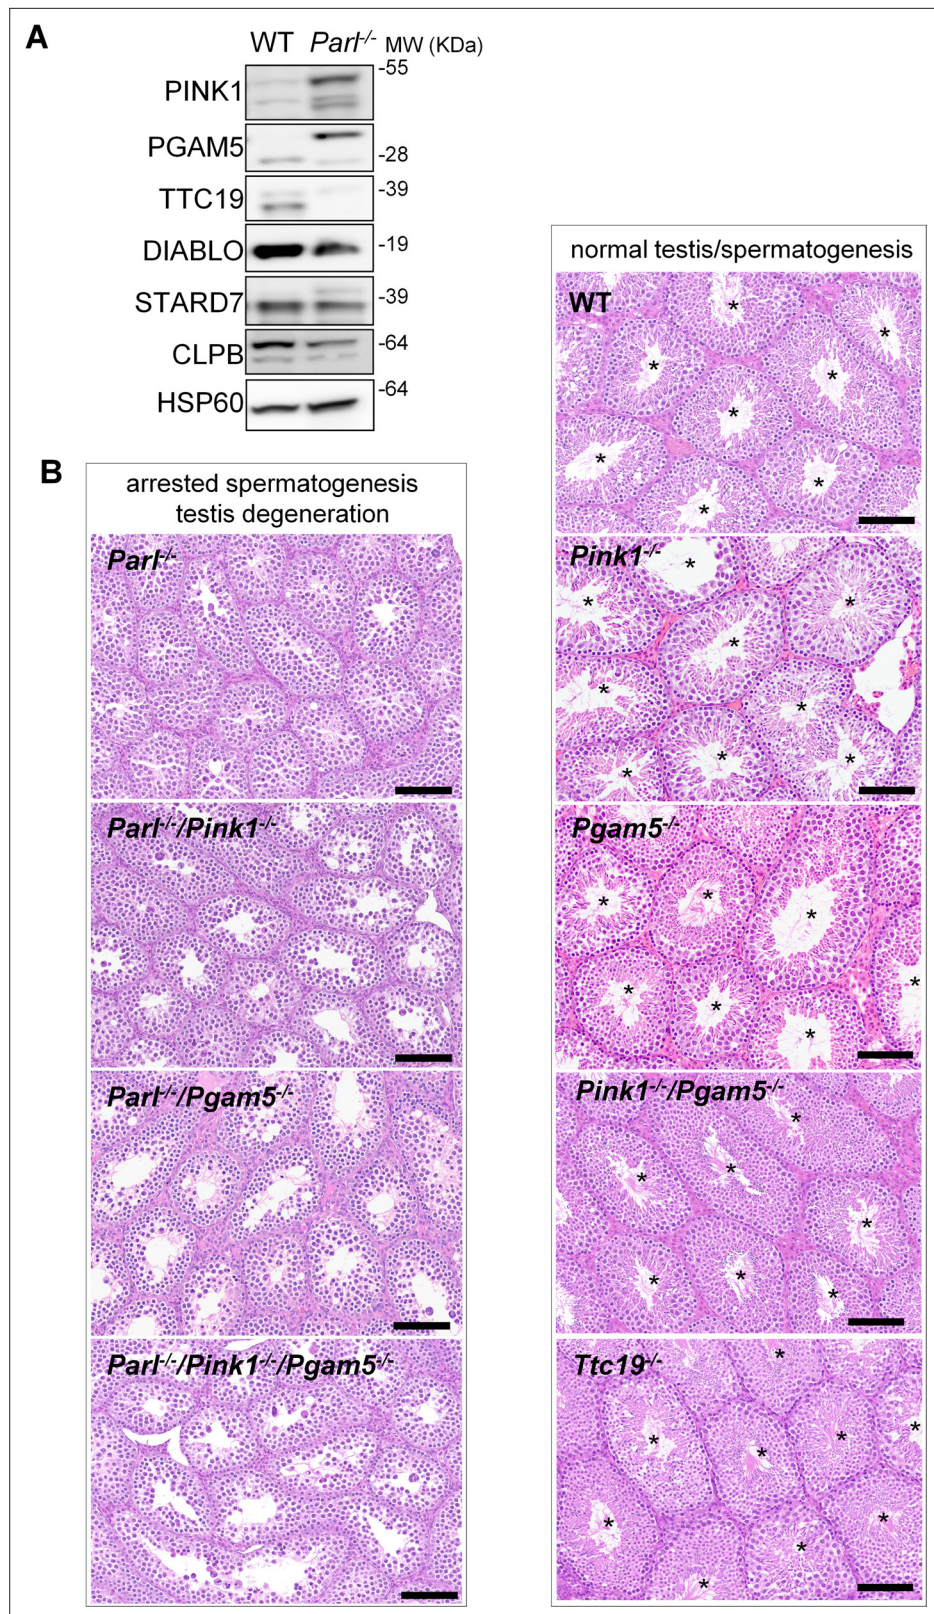 A
WT Parl-/- MW (KDa)
PINK1 -55
PGAM5 -28
TTC19 -39
DIABLO -19
STARD7 -39
CLPB -64
HSP60 -64
B
arrested spermatogenesis
testis degeneration
Parl-/-
Parl-/-/Pink1-/-
Parl-/-/Pgam5-/-
Parl-/-/Pink1-/-/Pgam5-/-
normal testis/spermatogenesis
WT
* * * * * * * * *
Pink1-/-
* * * * * * * * *
Pgam5-/-
* * * * * * *
Pink1-/-/Pgam5-/-
* * * * * * *
Ttc19-/-
* * * * * * * * *